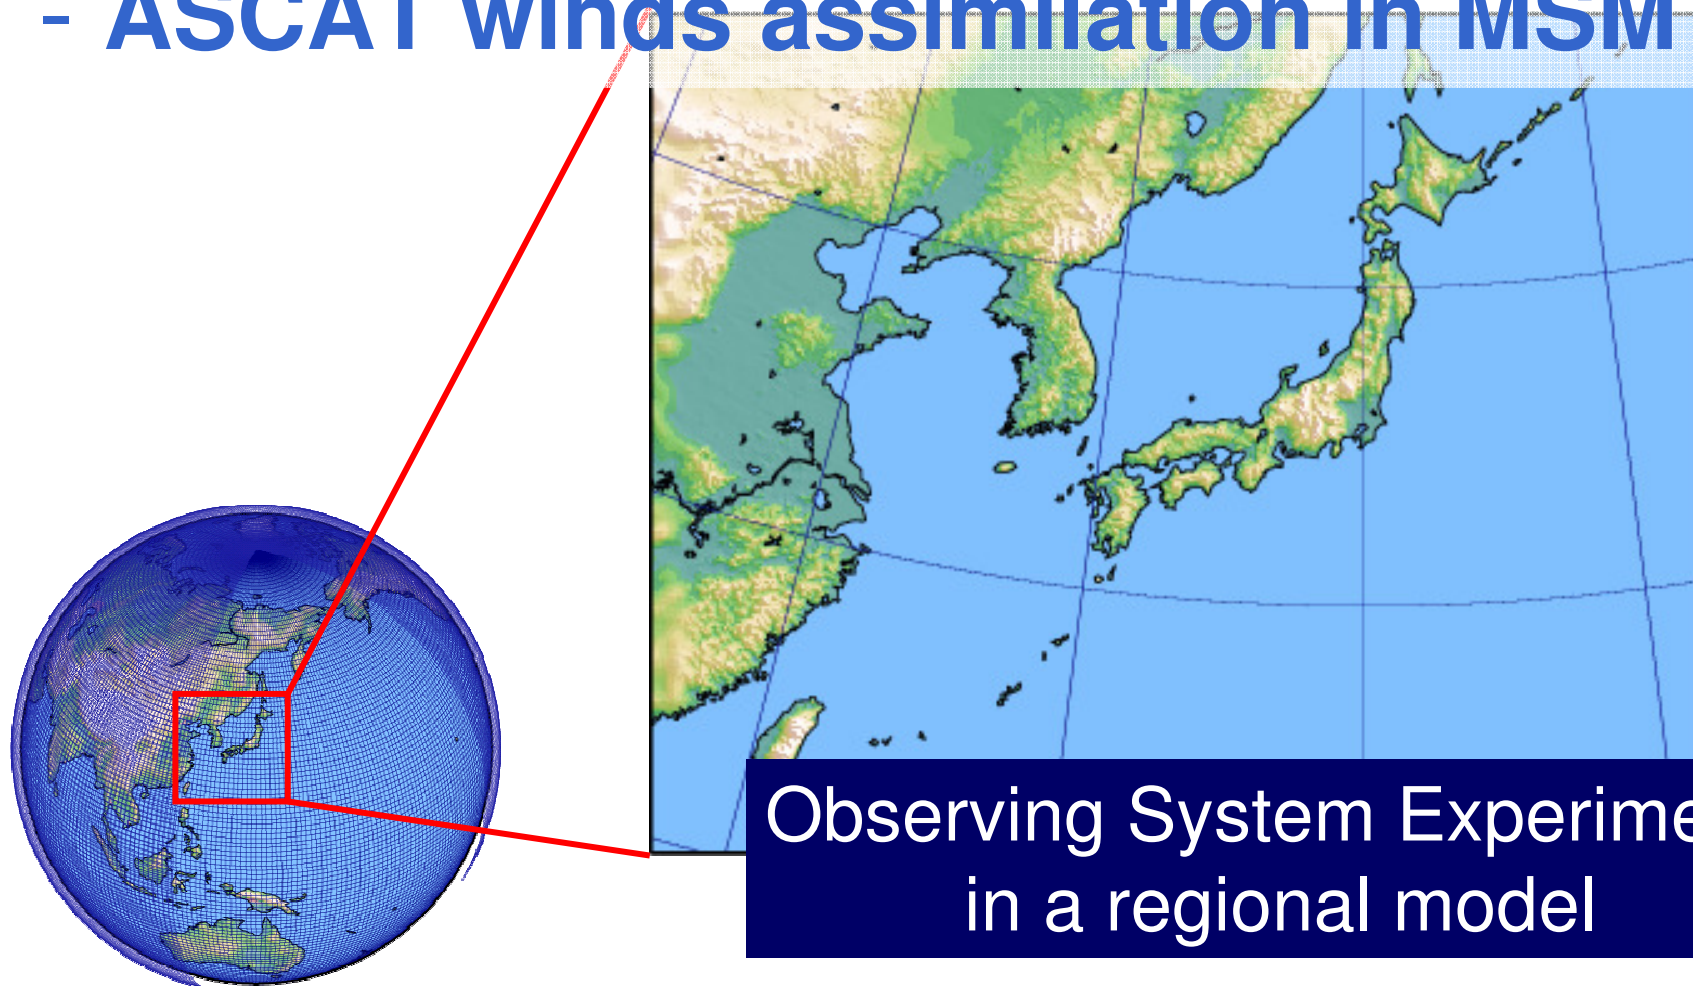 - ASCAT winds assimilation in MSM
Observing System Experime
in a regional model